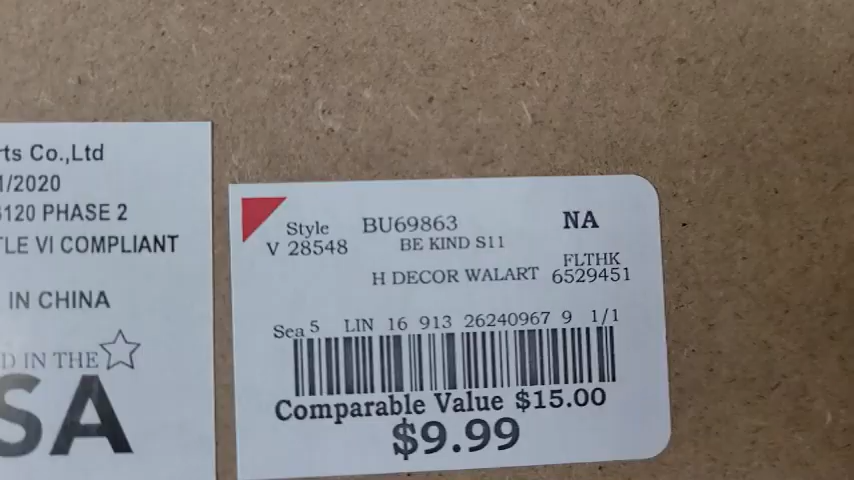 ts Co.,Ltd
1/2020
120 PHASE 2
TLE VI COMPLIANT
IN CHINA
D IN THE
SA
Style BU69863 NA
V 28548 BE KIND S11
FLTHK
H DECOR WALART 6529451
Sea 5 LIN 16 913 26240967 9 1/1
Comparable Value $15.00
$9.99